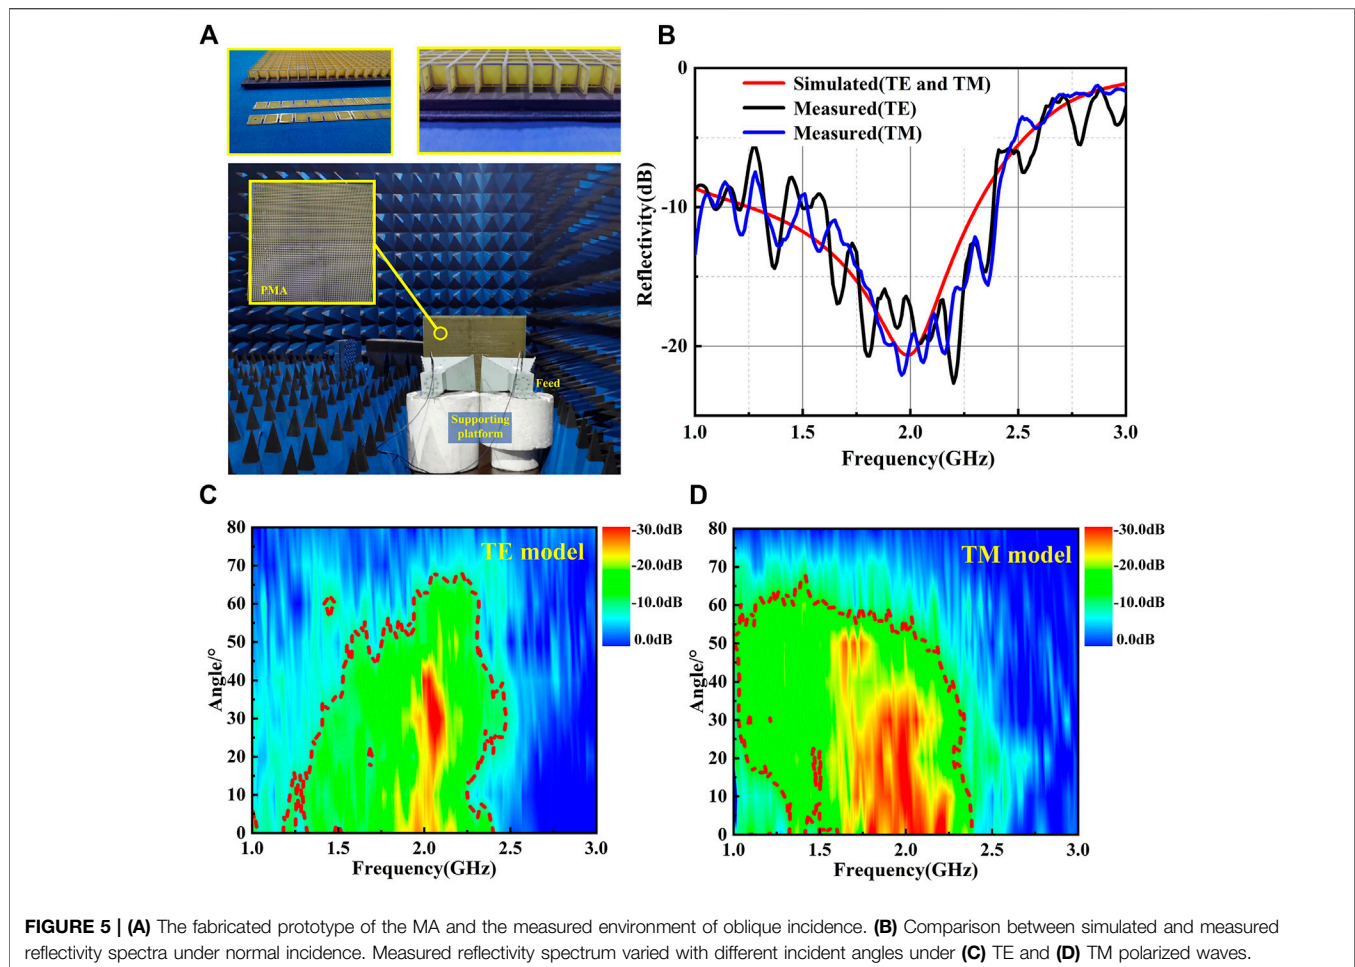 A
PMA
Feed
Supporting
platform
B
0
-10
-20
Reflectivity(dB)
Simulated(TE and TM)
Measured(TE)
Measured(TM)
1.0 1.5 2.0 2.5 3.0
Frequency(GHz)
C
80
70
60
50
40
30
20
10
0
Angle/°
TE model
-30.0dB
-20.0dB
-10.0dB
0.0dB
1.0 1.5 2.0 2.5 3.0
Frequency(GHz)
D
80
70
60
50
40
30
20
10
0
Angle/°
TM model
-30.0dB
-20.0dB
-10.0dB
0.0dB
1.0 1.5 2.0 2.5 3.0
Frequency(GHz)
FIGURE 5 | (A) The fabricated prototype of the MA and the measured environment of oblique incidence. (B) Comparison between simulated and measured
reflectivity spectra under normal incidence. Measured reflectivity spectrum varied with different incident angles under (C) TE and (D) TM polarized waves.